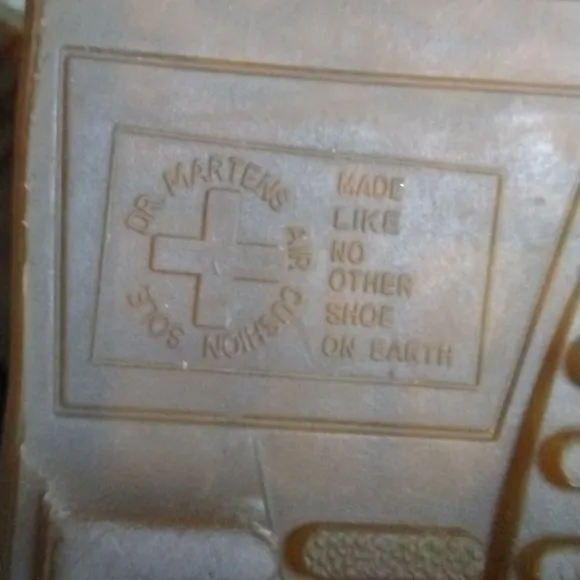 DR. MARTENS AIR CUSHION SOLE
MADE
LIKE
NO
OTHER
SHOE
ON EARTH